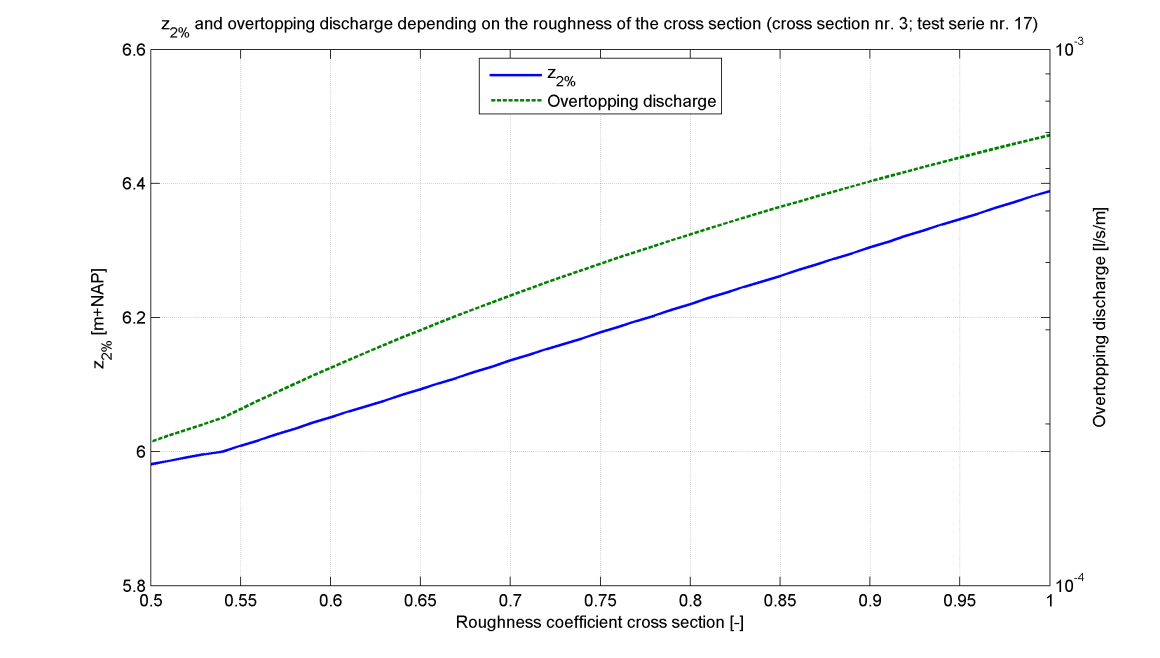 z2% and overtopping discharge depending on the roughness of the cross section (cross section nr. 3; test serie nr. 17)
z2%
Overtopping discharge
6.6
6.4
6.2
6
5.8
z2% [m+NAP]
10-3
10-4
Overtopping discharge [l/s/m]
0.5 0.55 0.6 0.65 0.7 0.75 0.8 0.85 0.9 0.95 1
Roughness coefficient cross section [-]